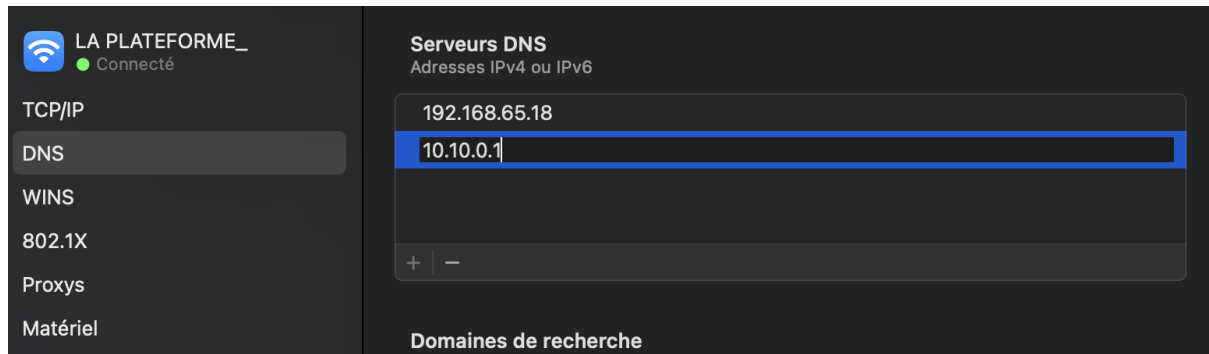 LA PLATEFORME_
Connecté
TCP/IP
DNS
WINS
802.1X
Proxys
Matériel
Serveurs DNS
Adresses IPv4 ou IPv6
192.168.65.18
10.10.0.1
+ −
Domaines de recherche